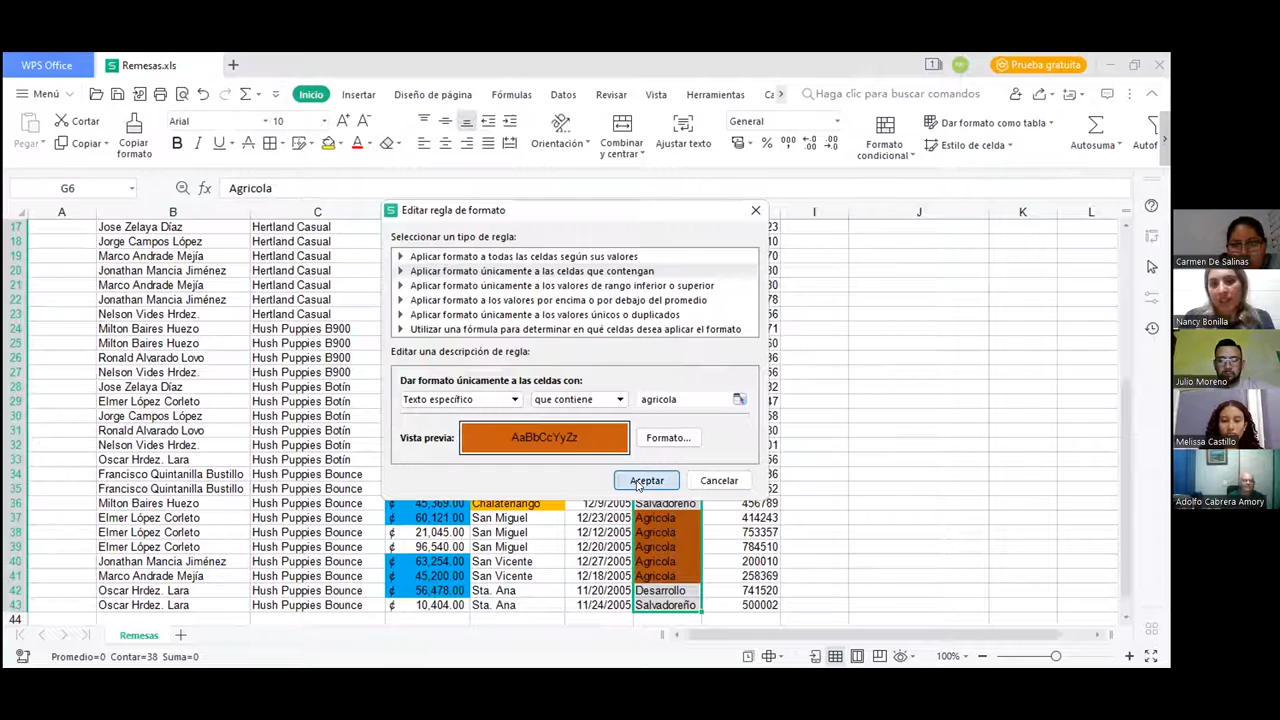 WPS Office
Remesas.xls
1
Prueba gratuita
Menú
Inicio
Insertar
Diseño de página
Fórmulas
Datos
Revisar
Vista
Herramientas
Haga clic para buscar comandos
Pegar
Cortar
Copiar
Copiar formato
Arial
10
Orientación
Combinar y centrar
Ajustar texto
General
Formato condicional
Dar formato como tabla
Estilo de celda
Autosuma
G6
Agricola
A B C I J K L
Editar regla de formato
Seleccionar un tipo de regla:
Aplicar formato a todas las celdas según sus valores
Aplicar formato únicamente a las celdas que contengan
Aplicar formato únicamente a los valores de rango inferior o superior
Aplicar formato a los valores por encima o por debajo del promedio
Aplicar formato únicamente a los valores únicos o duplicados
Utilizar una fórmula para determinar en qué celdas desea aplicar el formato
Editar una descripción de regla:
Dar formato únicamente a las celdas con:
Texto específico
que contiene
agricola
Vista previa:
AaBbCcYyZz
Formato...
Aceptar
Cancelar
17 Jose Zelaya Díaz Hertland Casual 23
18 Jorge Campos López Hertland Casual 10
19 Marco Andrade Mejía Hertland Casual 70
20 Jonathan Mancia Jiménez Hertland Casual 90
21 Marco Andrade Mejía Hertland Casual 10
22 Jonathan Mancia Jiménez Hertland Casual 00
23 Nelson Vides Hrdez. Hertland Casual 56
24 Milton Baires Huezo Hush Puppies B900 71
25 Milton Baires Huezo Hush Puppies B900 43
26 Ronald Alvarado Lovo Hush Puppies B900 57
27 Nelson Vides Hrdez. Hush Puppies B900 72
28 Jose Zelaya Díaz Hush Puppies Botín 54
29 Elmer López Corleto Hush Puppies Botín 62
30 Jorge Campos López Hush Puppies Botín 74
31 Ronald Alvarado Lovo Hush Puppies Botín 01
32 Nelson Vides Hrdez. Hush Puppies Botín 45
33 Oscar Hrdez. Lara Hush Puppies Botín 60
34 Francisco Quintanilla Bustillo Hush Puppies Bounce 00
35 Francisco Quintanilla Bustillo Hush Puppies Bounce 52
36 Milton Baires Huezo Hush Puppies Bounce ¢ 45,369.00 Chalatenango 12/9/2005 Salvadoreño 456789
37 Elmer López Corleto Hush Puppies Bounce ¢ 60,121.00 San Miguel 12/23/2005 Agricola 414243
38 Elmer López Corleto Hush Puppies Bounce ¢ 21,045.00 San Miguel 12/12/2005 Agricola 753357
39 Elmer López Corleto Hush Puppies Bounce ¢ 96,540.00 San Miguel 12/20/2005 Agricola 784510
40 Jonathan Mancia Jiménez Hush Puppies Bounce ¢ 63,254.00 San Vicente 12/27/2005 Agricola 200010
41 Marco Andrade Mejía Hush Puppies Bounce ¢ 45,200.00 San Vicente 12/18/2005 Agricola 258369
42 Oscar Hrdez. Lara Hush Puppies Bounce ¢ 56,478.00 Sta. Ana 11/20/2005 Desarrollo 741520
43 Oscar Hrdez. Lara Hush Puppies Bounce ¢ 10,404.00 Sta. Ana 11/24/2005 Salvadoreño 500002
44
Remesas
Promedio=0 Contar=38 Suma=0
100%
Carmen De Salinas
Nancy Bonilla
Julio Moreno
Melissa Castillo
Adolfo Cabrera Amory